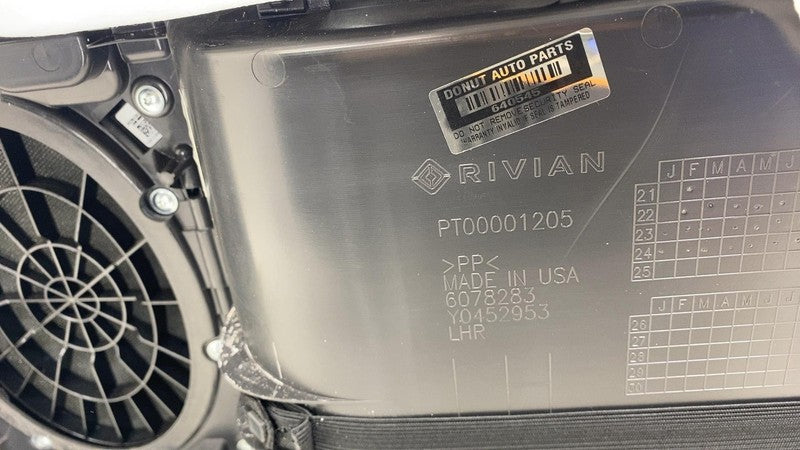 DONUT AUTO PARTS
640545
DO NOT REMOVE SECURITY SEAL
WARRANTY INVALID IF SEAL IS TAMPERED
RIVIAN
PT00001205
>PP<
MADE IN USA
6078283
Y0452953
LHR
J F M A M J
21
22
23
24
25
J F M A M J
26
27
28
29
30